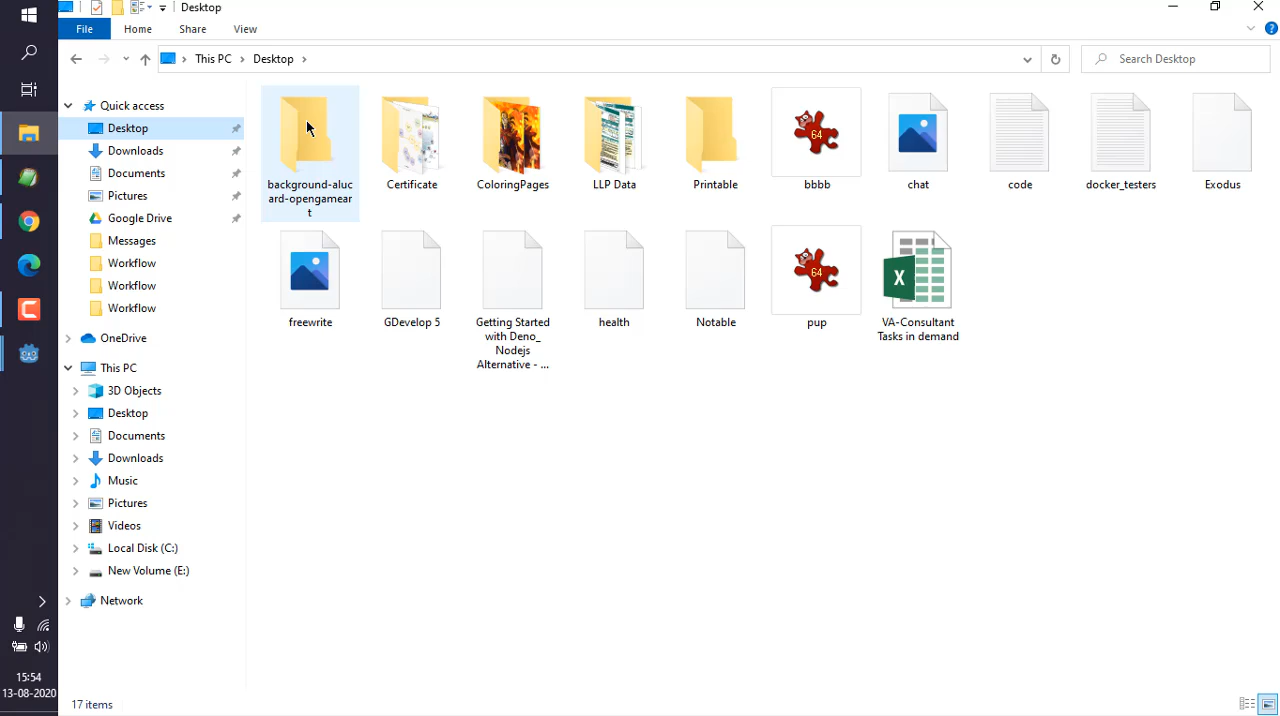 Desktop
File
Home
Share
View
This PC
Desktop
Search Desktop
Quick access
Desktop
Downloads
Documents
Pictures
Google Drive
Messages
Workflow
Workflow
Workflow
OneDrive
This PC
3D Objects
Desktop
Documents
Downloads
Music
Pictures
Videos
Local Disk (C:)
New Volume (E:)
Network
background-aluc
ard-opengamear
t
Certificate
ColoringPages
LLP Data
Printable
64
bbbb
chat
code
docker_testers
Exodus
freewrite
GDevelop 5
Getting Started
with Deno_
Nodejs
Alternative - ...
health
Notable
64
pup
X
VA-Consultant
Tasks in demand
15:54
13-08-2020
17 items